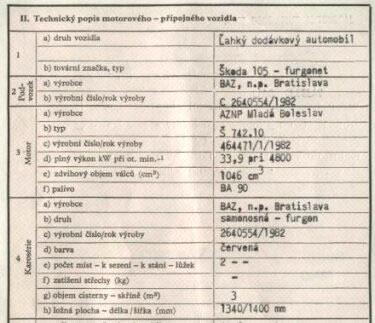 II. Technický popis motorového – přípojného vozidla
1
a) druh vozidla
Ľahký dodávkový automobil
b) tovární značka, typ
Škoda 105 - furgonet
2 Podvozek
a) výrobce
BAZ, n.p. Bratislava
b) výrobní číslo/rok výroby
C 2640554/1982
3 Motor
a) výrobce
AZNP Mladá Boleslav
b) typ
Š 742.10
c) výrobní číslo/rok výroby
464471/1/1982
d) plný výkon kW při ot. min.-¹
33,9 pri 4800
e) zdvihový objem válců (cm³)
1046 cm3
f) palivo
BA 90
4 Karosérie
a) výrobce
BAZ, n.p. Bratislava
b) druh
samonosná - furgon
c) výrobní číslo/rok výroby
2640554/1982
d) barva
červená
e) počet míst – k sezení – k stání – lůžek
2 - -
f) zatížení střechy (kg)
-
g) objem cisterny – skříně (m³)
3
h) ložná plocha – délka/šířka (mm)
1340/1400 mm